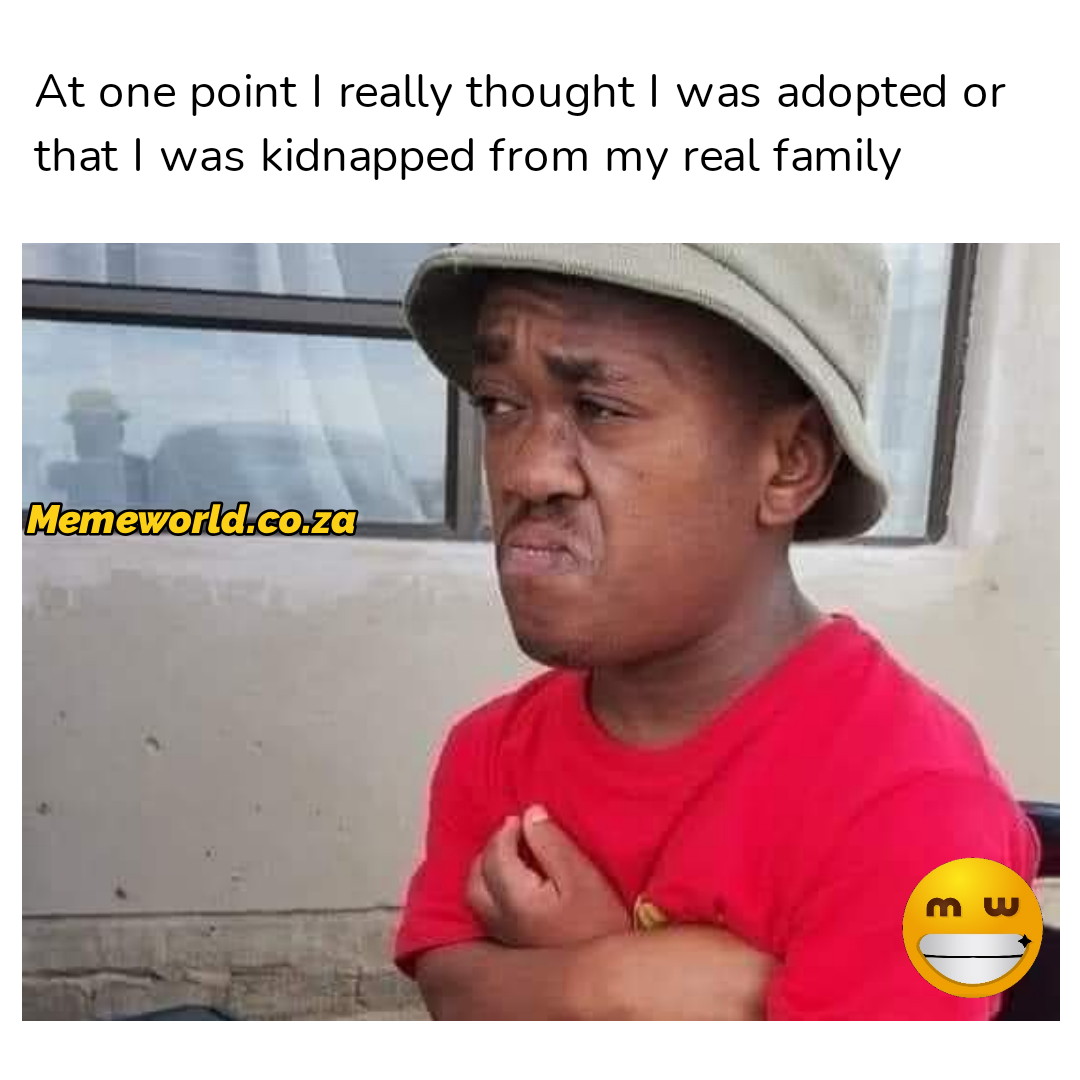 At one point I really thought I was adopted or
that I was kidnapped from my real family
Memeworld.co.za
m w